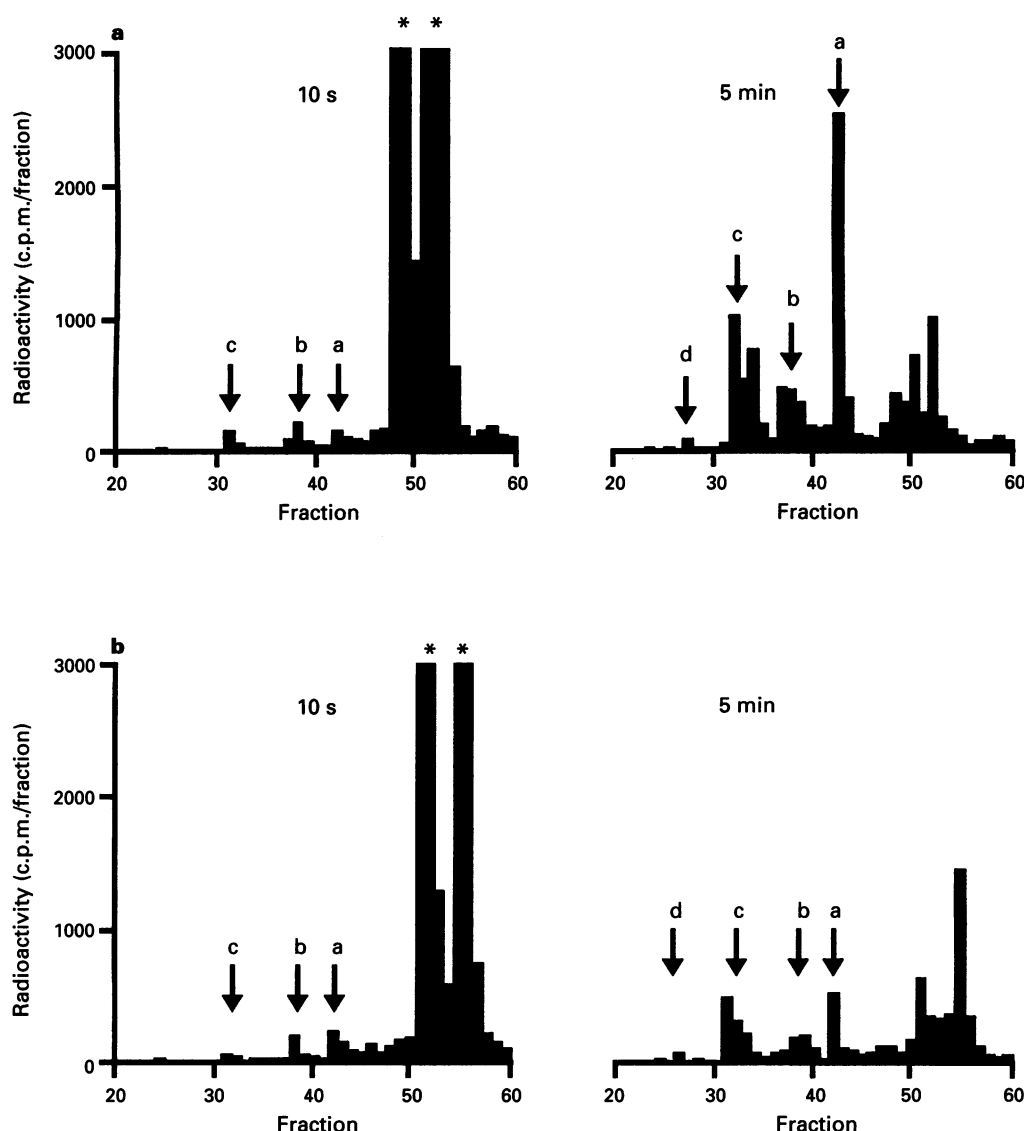 a
* *
3000
2000
1000
0
Radioactivity (c.p.m./fraction)
10 s
c b a
20 30 40 50 60
Fraction
5 min
a
c
b
d
20 30 40 50 60
Fraction
b
* *
3000
2000
1000
0
Radioactivity (c.p.m./fraction)
10 s
c b a
20 30 40 50 60
Fraction
5 min
d c b a
20 30 40 50 60
Fraction